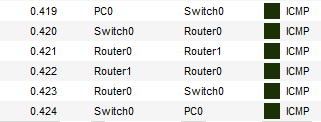 0.419 PC0 Switch0 ICMP
0.420 Switch0 Router0 ICMP
0.421 Router0 Router1 ICMP
0.422 Router1 Router0 ICMP
0.423 Router0 Switch0 ICMP
0.424 Switch0 PC0 ICMP